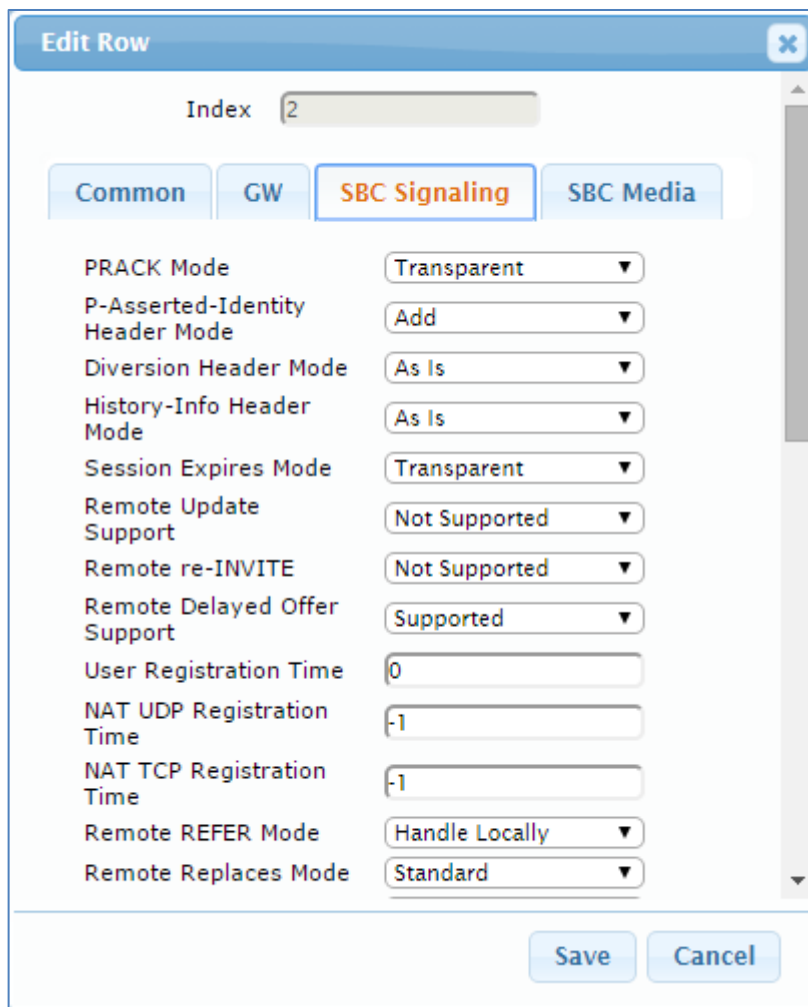 Edit Row
Index 2
Common GW SBC Signaling SBC Media
PRACK Mode Transparent
P-Asserted-Identity
Header Mode Add
Diversion Header Mode As Is
History-Info Header
Mode As Is
Session Expires Mode Transparent
Remote Update
Support Not Supported
Remote re-INVITE Not Supported
Remote Delayed Offer
Support Supported
User Registration Time 0
NAT UDP Registration
Time -1
NAT TCP Registration
Time -1
Remote REFER Mode Handle Locally
Remote Replaces Mode Standard
Save Cancel